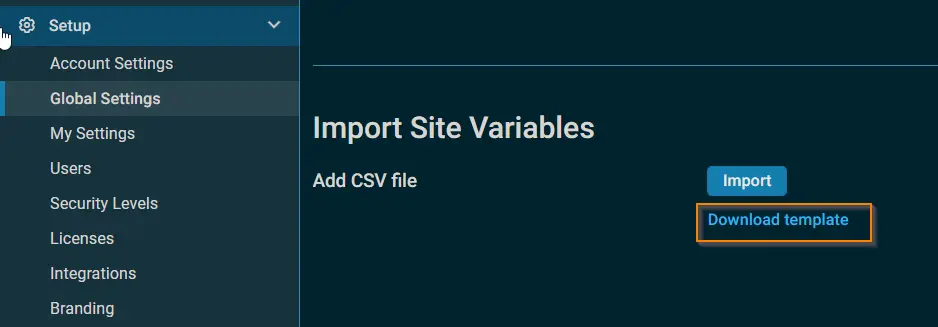 Setup
Account Settings
Global Settings
My Settings
Users
Security Levels
Licenses
Integrations
Branding
Import Site Variables
Add CSV file
Import
Download template